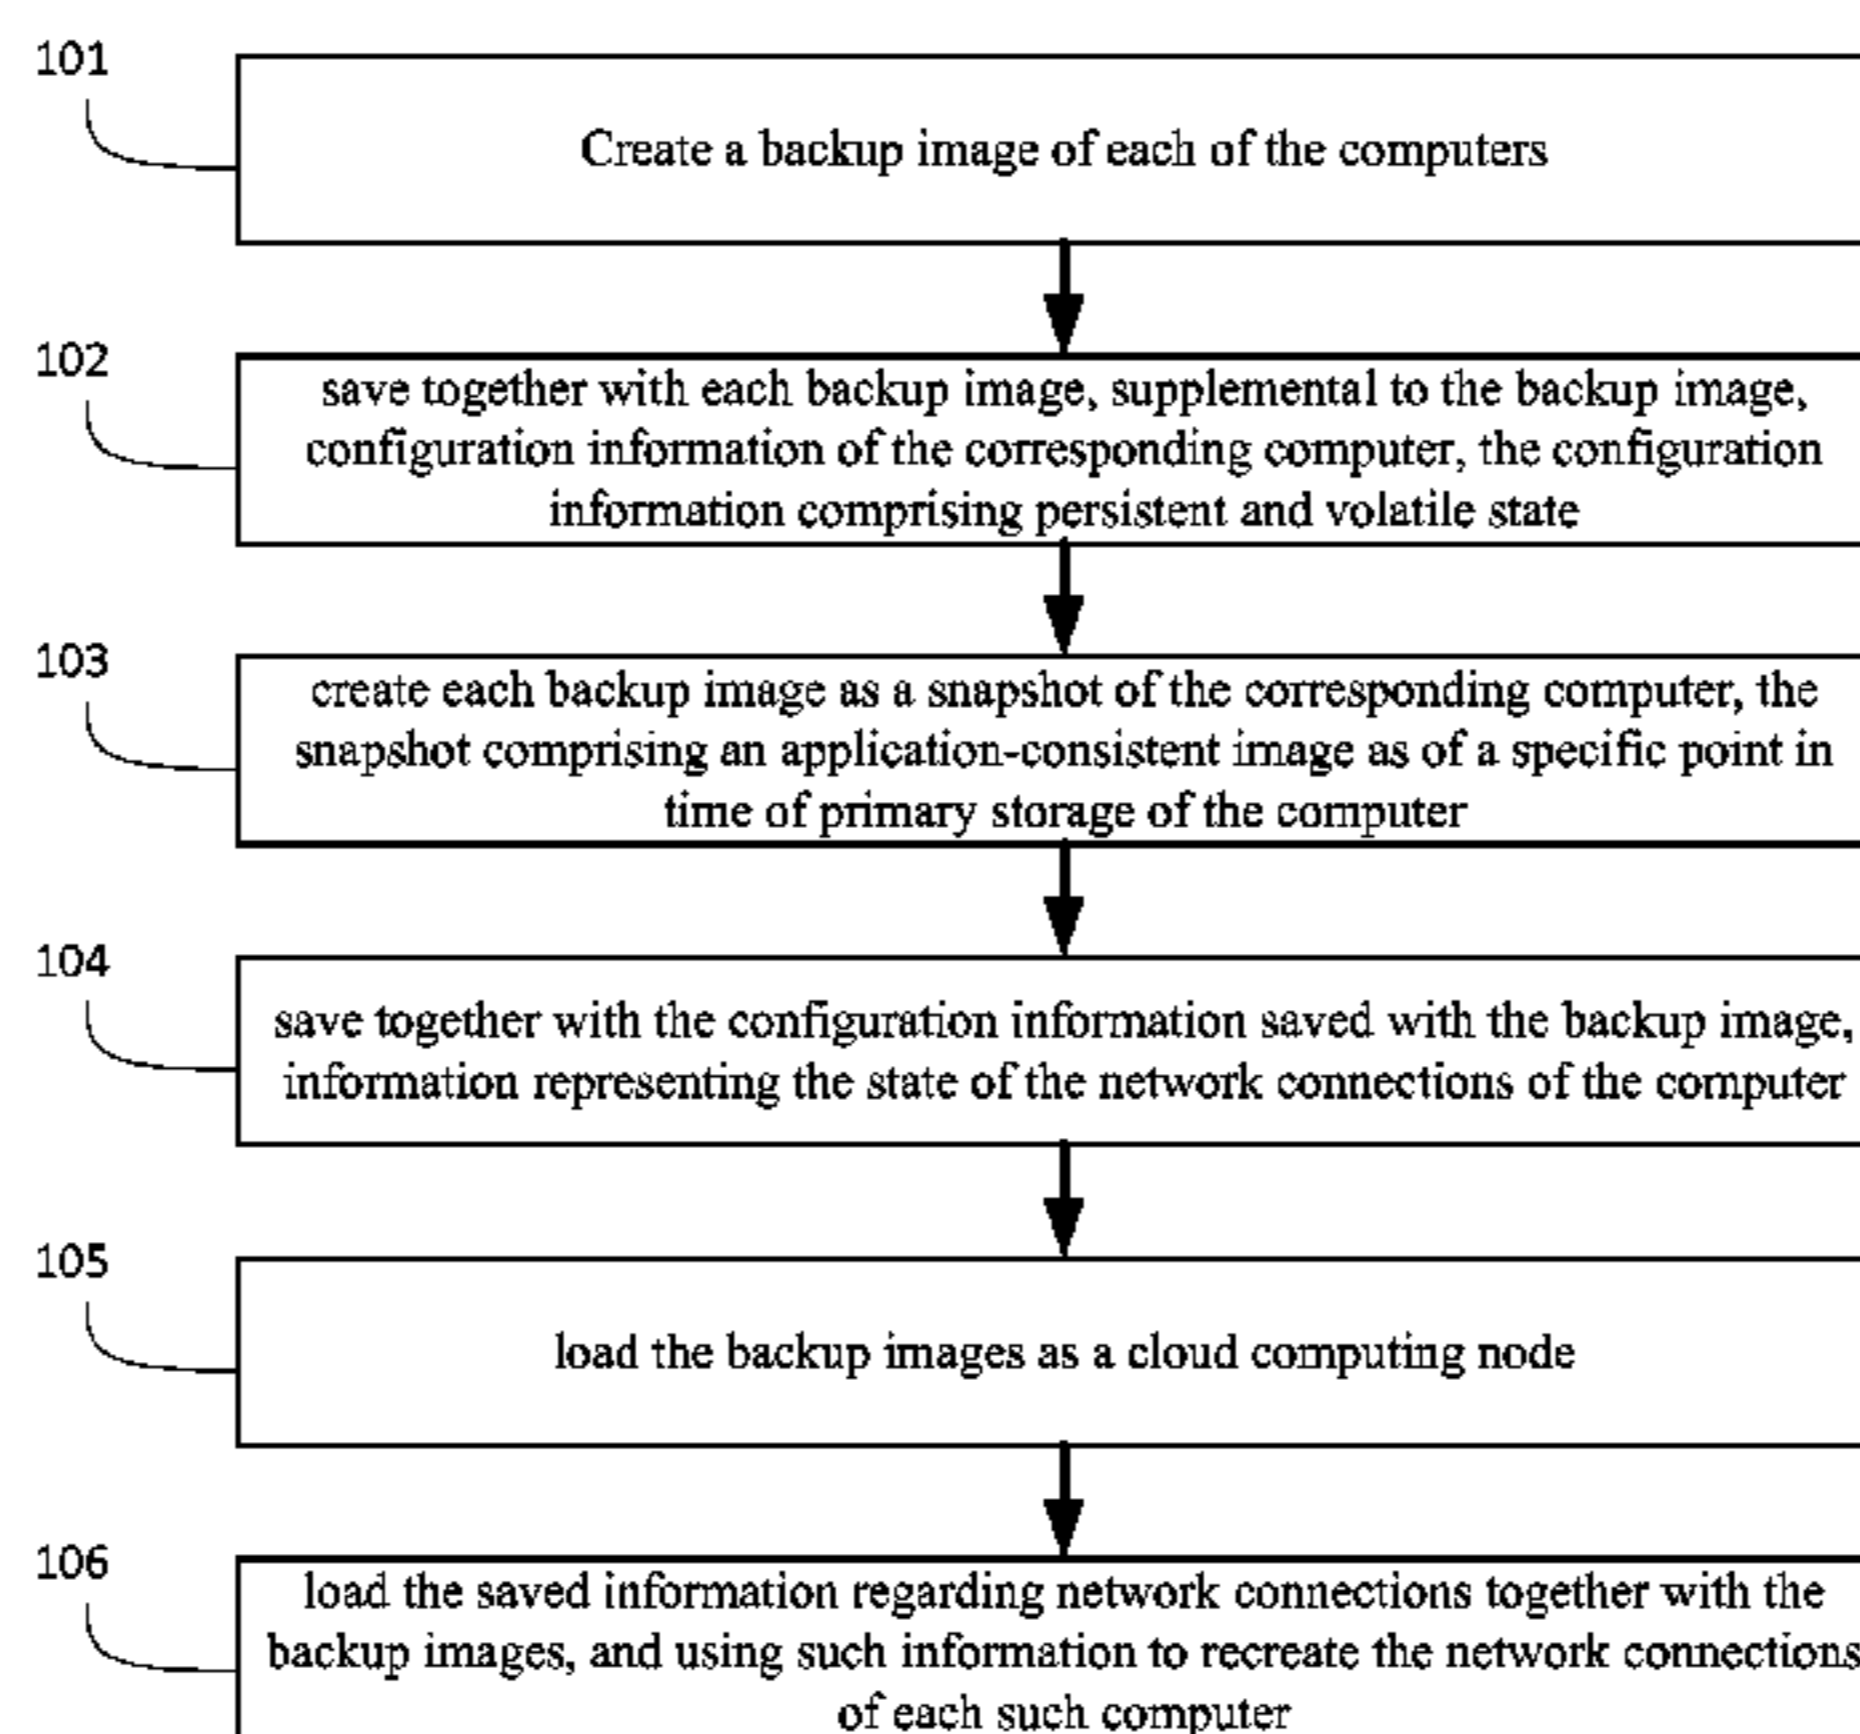 101
Create a backup image of each of the computers
102
save together with each backup image, supplemental to the backup image,
configuration information of the corresponding computer, the configuration
information comprising persistent and volatile state
103
create each backup image as a snapshot of the corresponding computer, the
snapshot comprising an application-consistent image as of a specific point in
time of primary storage of the computer
104
save together with the configuration information saved with the backup image,
information representing the state of the network connections of the computer
105
load the backup images as a cloud computing node
106
load the saved information regarding network connections together with the
backup images, and using such information to recreate the network connections
of each such computer